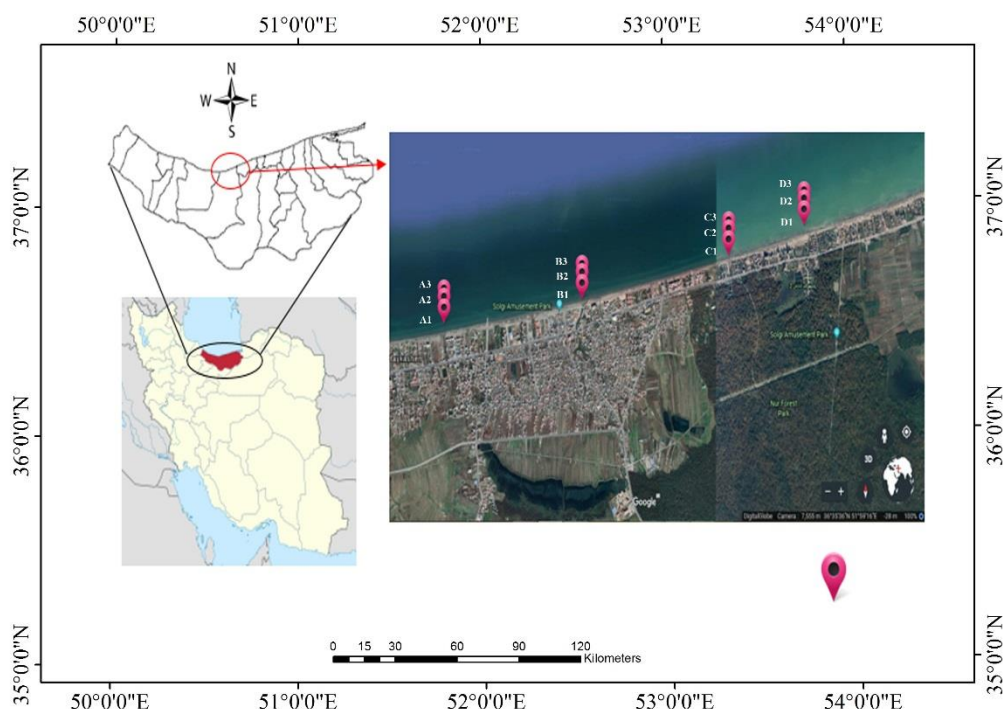 50°0'0"E 51°0'0"E 52°0'0"E 53°0'0"E 54°0'0"E
N
W E
S
37°0'0"N
36°0'0"N
35°0'0"N
A3
A2
A1
B3
B2
B1
C3
C2
C1
D3
D2
D1
Solgi Amusement Park
Solgi Amusement Park
Nur Forest
Park
3D
Google
37°0'0"N
36°0'0"N
35°0'0"N
0 15 30 60 90 120
Kilometers
50°0'0"E 51°0'0"E 52°0'0"E 53°0'0"E 54°0'0"E